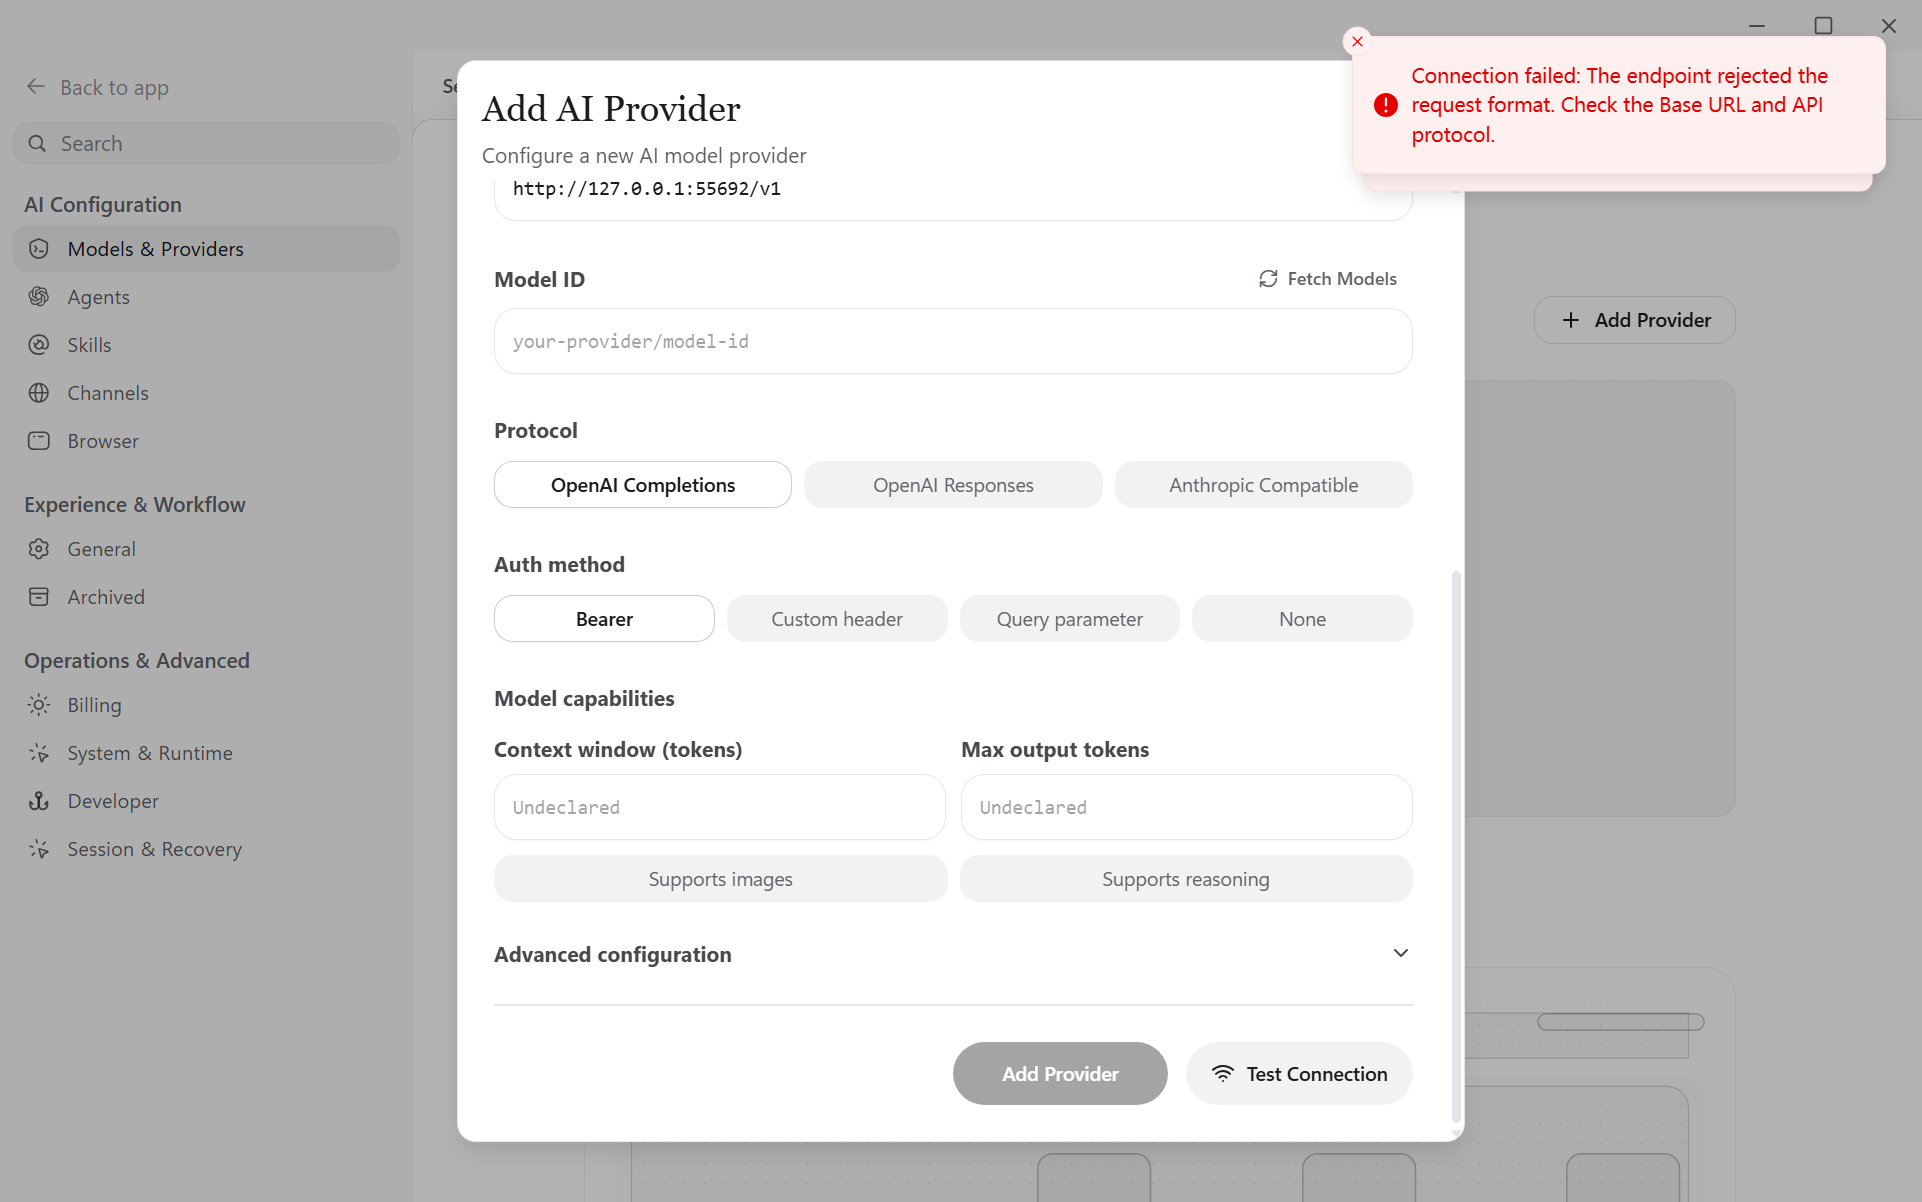 Back to app
Search
AI Configuration
Models & Providers
Agents
Skills
Channels
Browser
Experience & Workflow
General
Archived
Operations & Advanced
Billing
System & Runtime
Developer
Session & Recovery
Add AI Provider
Configure a new AI model provider
http://127.0.0.1:55692/v1
Model ID
Fetch Models
your-provider/model-id
Protocol
OpenAI Completions
OpenAI Responses
Anthropic Compatible
Auth method
Bearer
Custom header
Query parameter
None
Model capabilities
Context window (tokens)
Max output tokens
Undeclared
Undeclared
Supports images
Supports reasoning
Advanced configuration
Add Provider
Test Connection
Connection failed: The endpoint rejected the
request format. Check the Base URL and API
protocol.
Add Provider